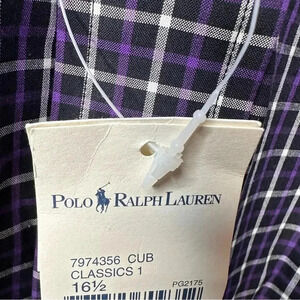 POLO RALPH LAUREN
7974356 CUB
CLASSICS 1
16½ PG2175